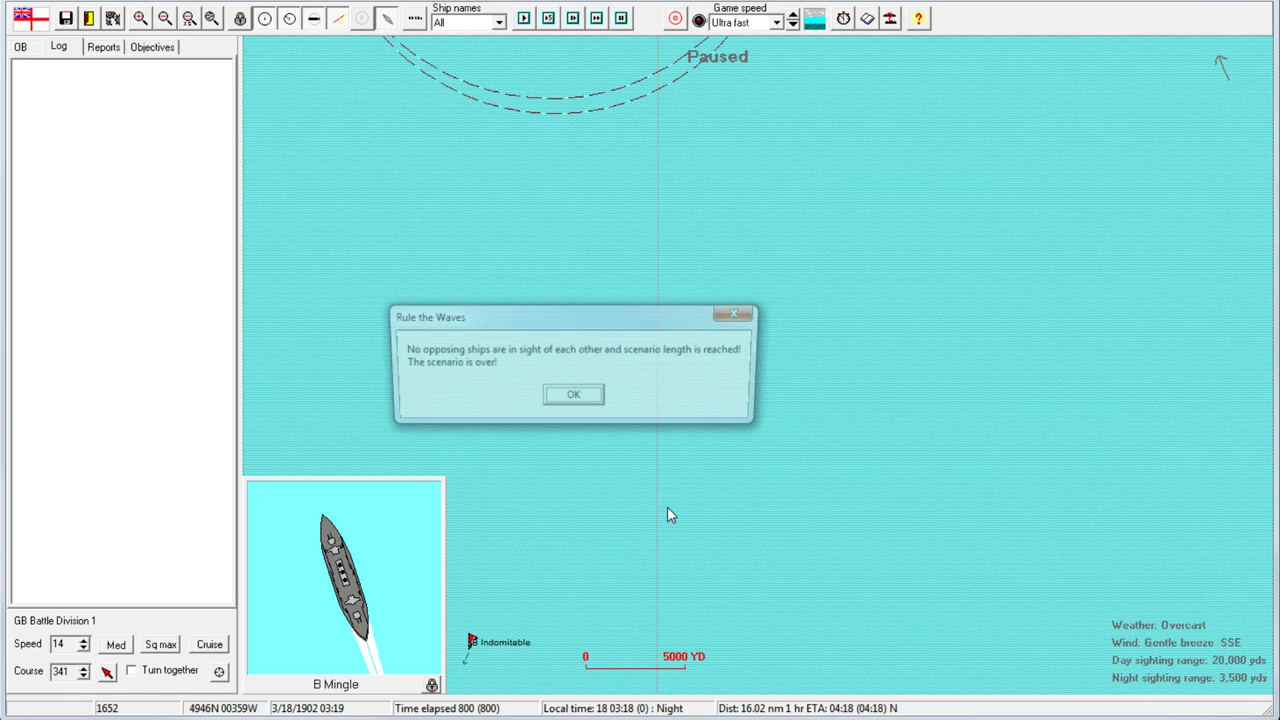 Ship names
Game speed
All
Ultra fast
OB
Log
Reports
Objectives
Paused
Rule the Waves
No opposing ships are in sight of each other and scenario length is reached!
The scenario is over!
OK
GB Battle Division 1
Speed 14 Med Sq max Cruise
Course 341 Turn together
B Mingle
Indomitable
0 5000 YD
Weather: Overcast
Wind: Gentle breeze SSE
Day sighting range: 20,000 yds
Night sighting range: 3,500 yds
1652 4946N 00359W 3/18/1902 03:19 Time elapsed 800 (800) Local time: 18 03:18 (0) : Night Dist: 16.02 nm 1 hr ETA: 04:18 (04:18) N